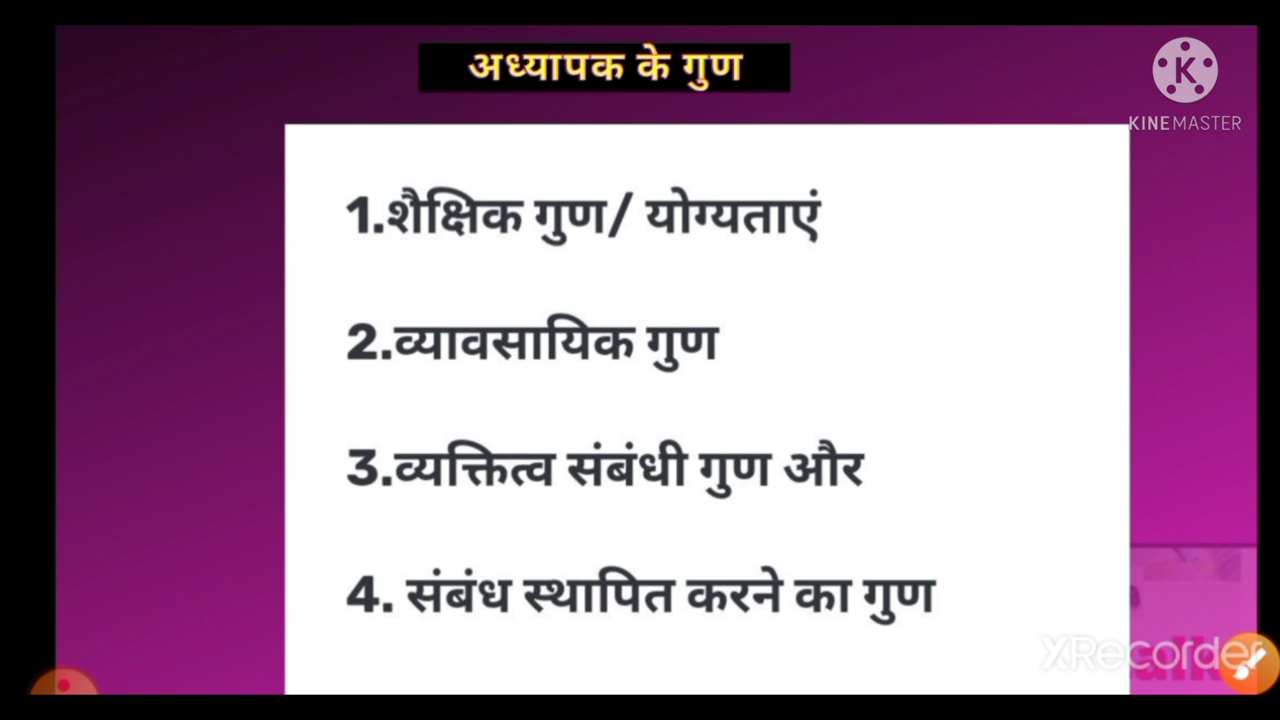 अध्यापक के गुण
KINEMASTER
1.शैक्षिक गुण/ योग्यताएं
2.व्यावसायिक गुण
3.व्यक्तित्व संबंधी गुण और
4. संबंध स्थापित करने का गुण
XRecorder